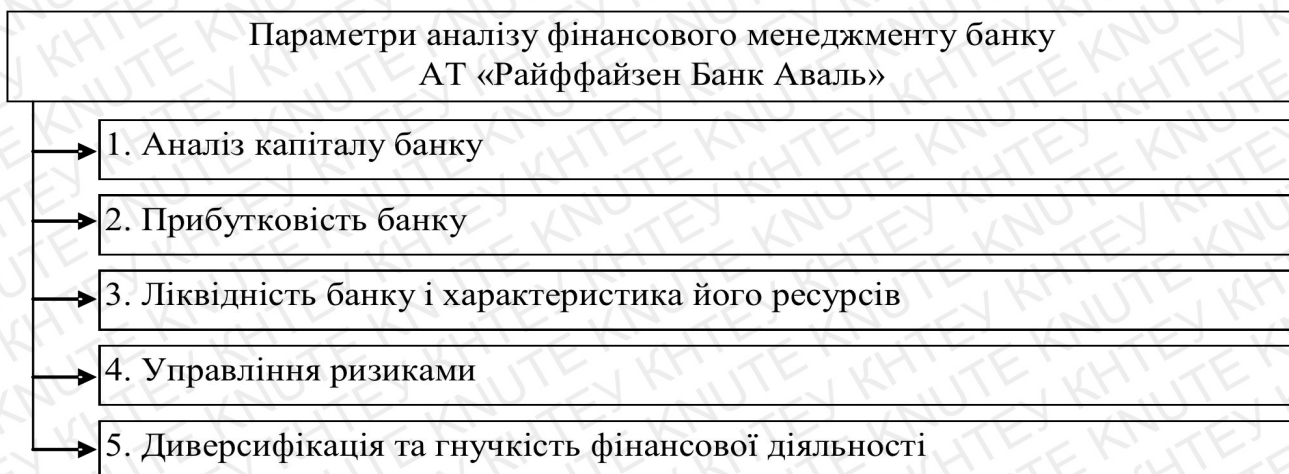 Параметри аналізу фінансового менеджменту банку
АТ «Райффайзен Банк Аваль»
1. Аналіз капіталу банку
2. Прибутковість банку
3. Ліквідність банку і характеристика його ресурсів
4. Управління ризиками
5. Диверсифікація та гнучкість фінансової діяльності